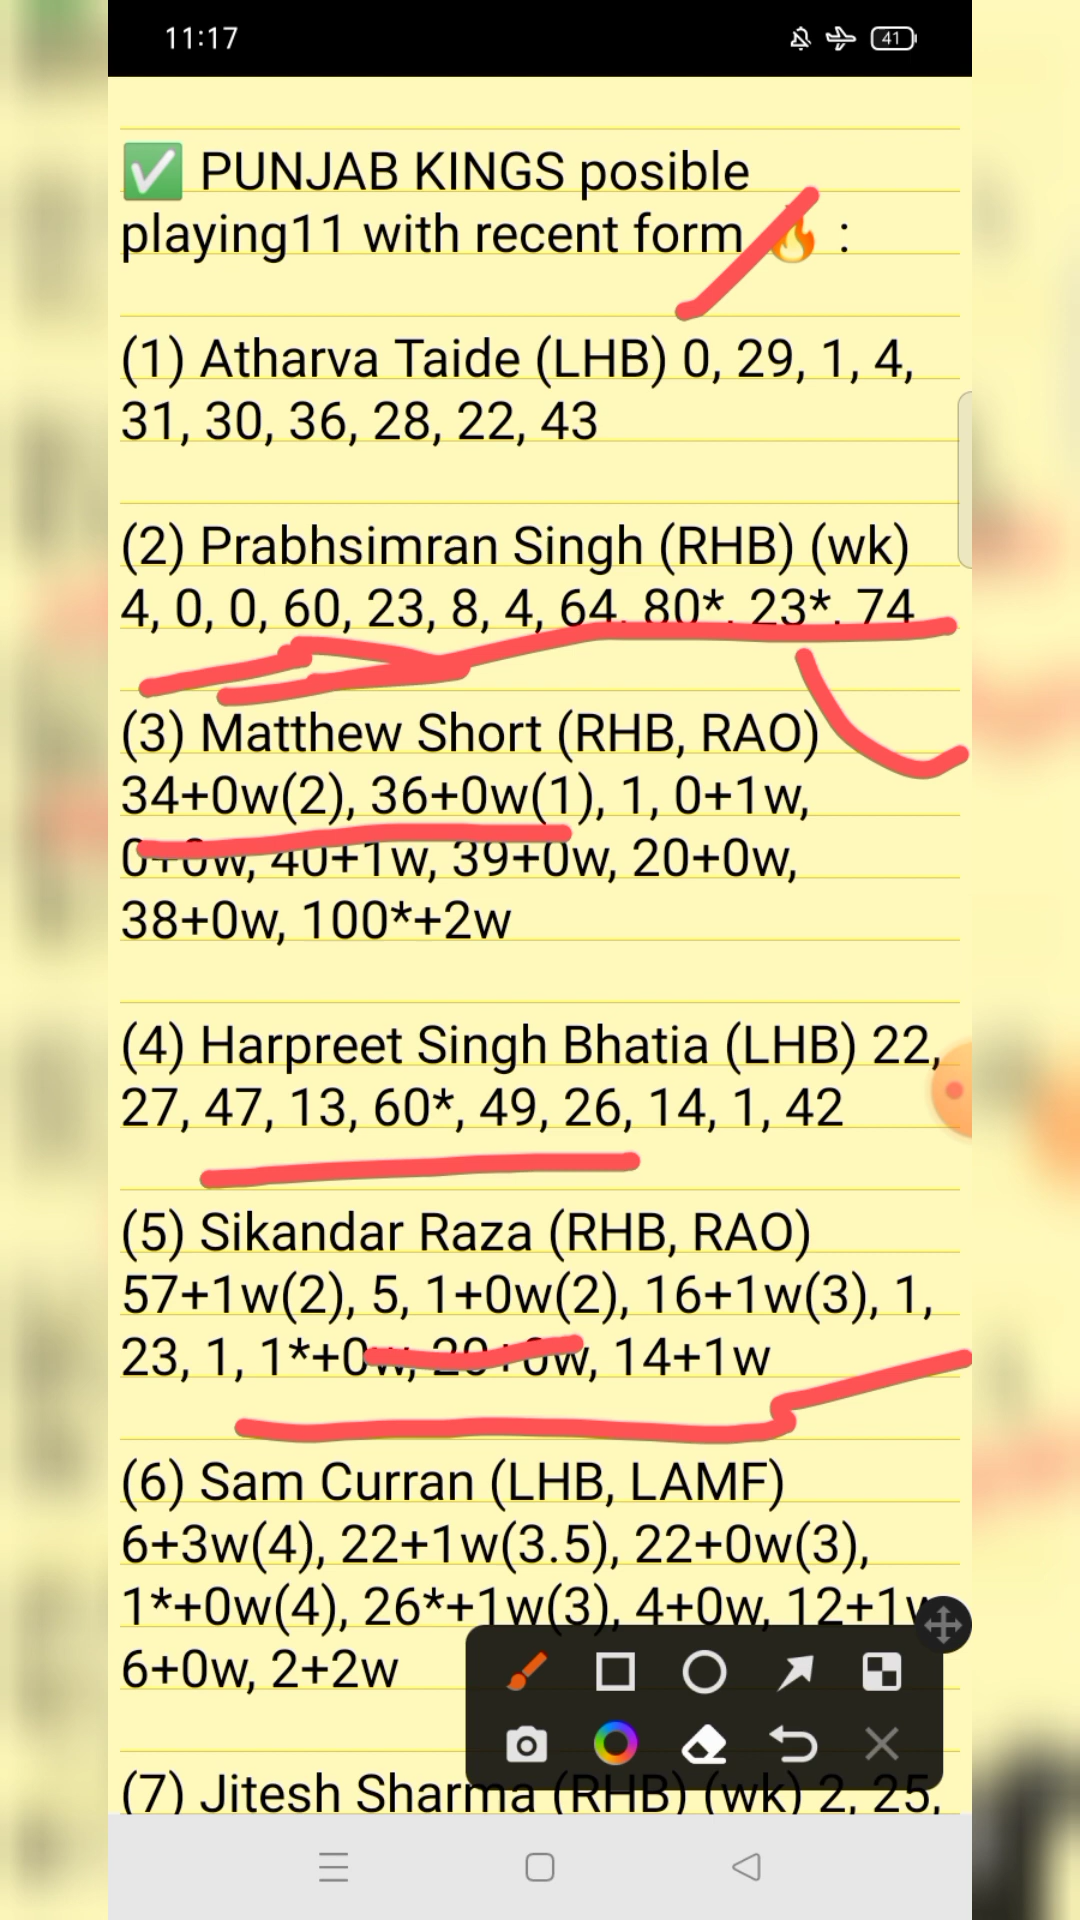 11:17
41
✅ PUNJAB KINGS posible
playing11 with recent form 🔥 :
(1) Atharva Taide (LHB) 0, 29, 1, 4,
31, 30, 36, 28, 22, 43
(2) Prabhsimran Singh (RHB) (wk)
4, 0, 0, 60, 23, 8, 4, 64, 80*, 23*, 74
(3) Matthew Short (RHB, RAO)
34+0w(2), 36+0w(1), 1, 0+1w,
0+0w, 40+1w, 39+0w, 20+0w,
38+0w, 100*+2w
(4) Harpreet Singh Bhatia (LHB) 22,
27, 47, 13, 60*, 49, 26, 14, 1, 42
(5) Sikandar Raza (RHB, RAO)
57+1w(2), 5, 1+0w(2), 16+1w(3), 1,
23, 1, 1*+0w, 20+0w, 14+1w
(6) Sam Curran (LHB, LAMF)
6+3w(4), 22+1w(3.5), 22+0w(3),
1*+0w(4), 26*+1w(3), 4+0w, 12+1w
6+0w, 2+2w
(7) Jitesh Sharma (RHB) (wk) 2, 25,